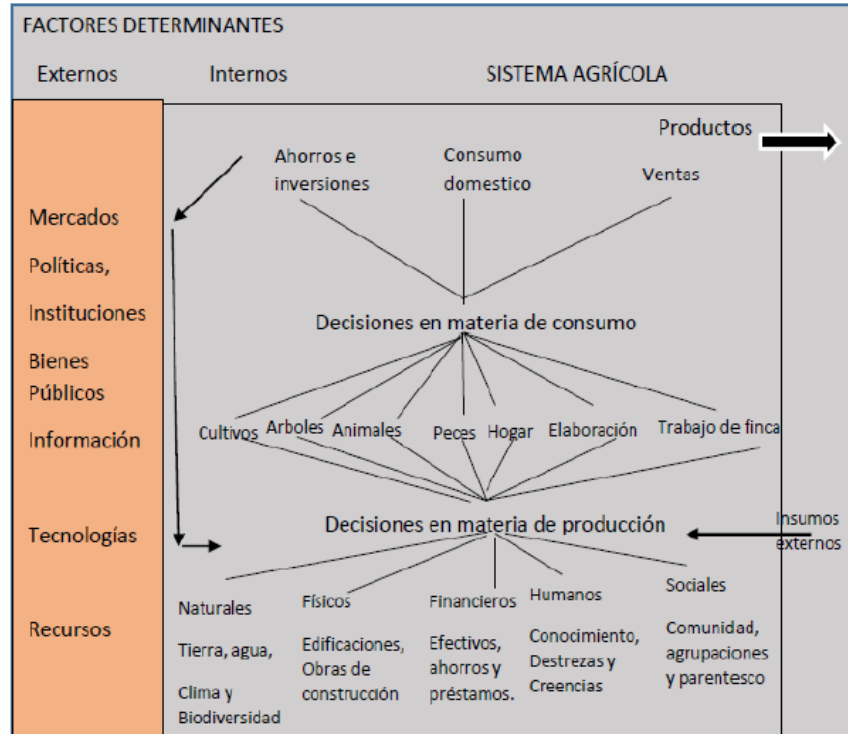 FACTORES DETERMINANTES
Externos
Internos
SISTEMA AGRÍCOLA
Mercados
Políticas,
Instituciones
Bienes
Públicos
Información
Tecnologías
Recursos
Productos
Ahorros e
inversiones
Consumo
domestico
Ventas
Decisiones en materia de consumo
Cultivos
Arboles
Animales
Peces
Hogar
Elaboración
Trabajo de finca
Decisiones en materia de producción
Insumos
externos
Naturales
Tierra, agua,
Clima y
Biodiversidad
Físicos
Edificaciones,
Obras de
construcción
Financieros
Efectivos,
ahorros y
préstamos.
Humanos
Conocimiento,
Destrezas y
Creencias
Sociales
Comunidad,
agrupaciones
y parentesco